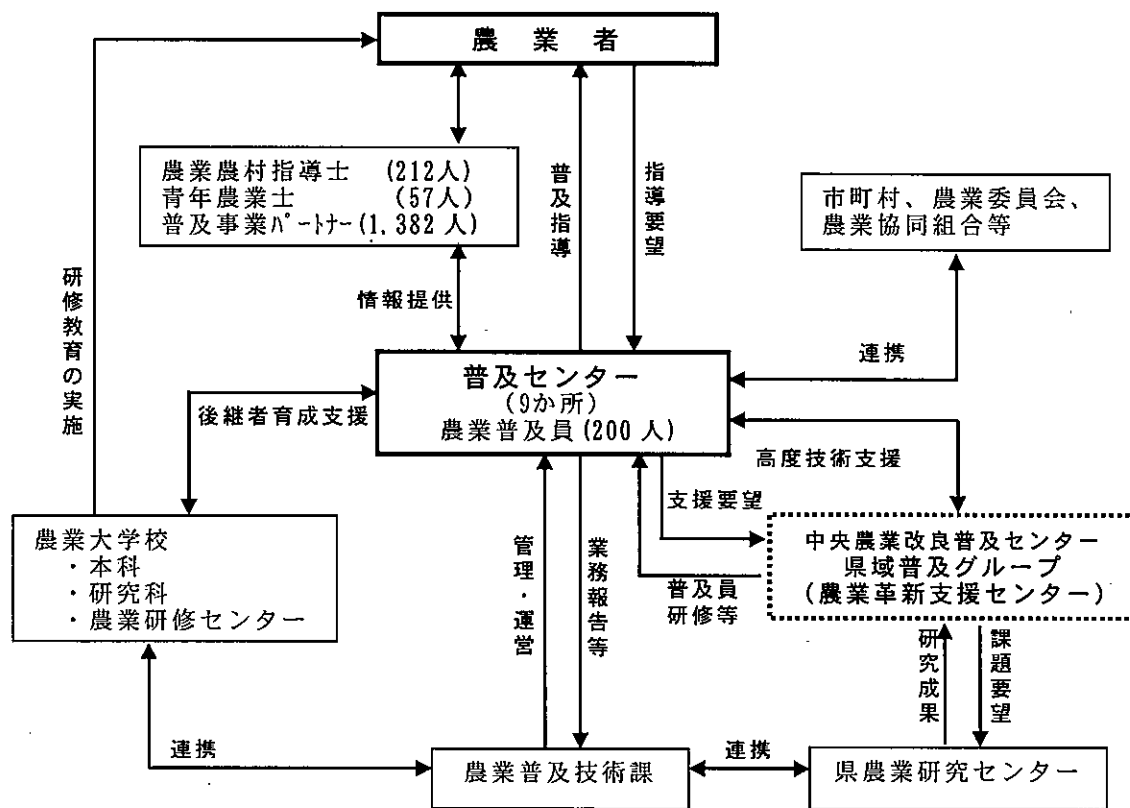 農業者
農業農村指導士 (212人)
青年農業士 (57人)
普及事業ﾊﾟｰﾄﾅｰ(1,382人)
市町村、農業委員会、
農業協同組合等
研修教育の実施
普及指導
指導要望
情報提供
連携
普及センター
(9か所)
農業普及員(200人)
後継者育成支援
高度技術支援
支援要望
農業大学校
・本科
・研究科
・農業研修センター
管理・運営
業務報告等
普及員
研修等
中央農業改良普及センター
県域普及グループ
(農業革新支援センター)
研究成果
課題要望
連携
農業普及技術課
連携
県農業研究センター